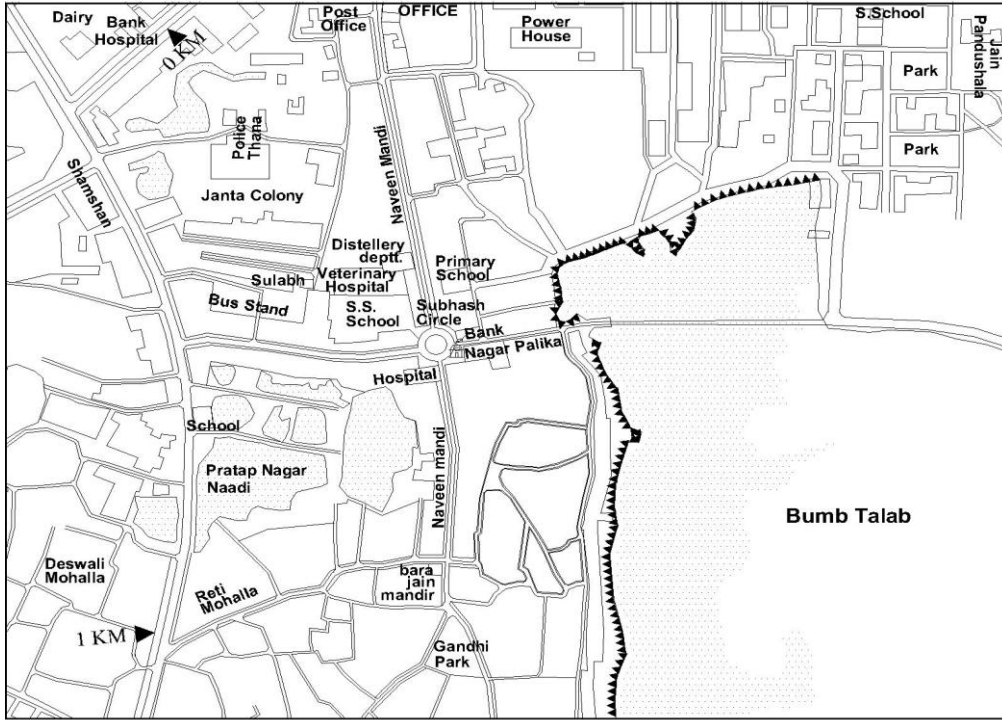 Dairy
Bank
Hospital
0 KM
Post
Office
OFFICE
Power
House
S.School
Jain
Pandushala
Park
Park
Police
Thana
Shamshan
Janta Colony
Naveen Mandi
Distellery
deptt.
Primary
School
Sulabh
Veterinary
Hospital
Bus Stand
S.S.
School
Subhash
Circle
Bank
Nagar Palika
Hospital
School
Pratap Nagar
Naadi
Naveen mandi
Bumb Talab
Deswali
Mohalla
Reti
Mohalla
bara
jain
mandir
1 KM
Gandhi
Park